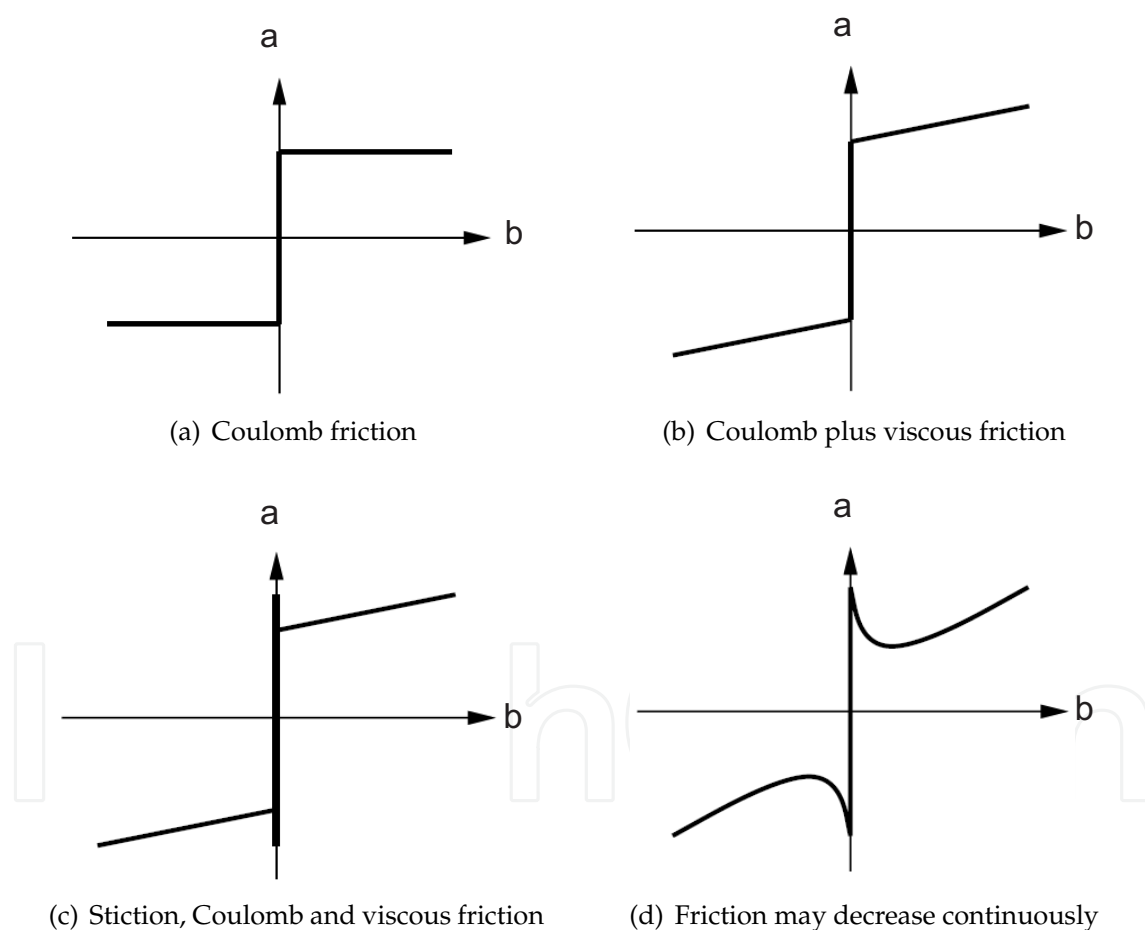 a
b
(a) Coulomb friction
a
b
(b) Coulomb plus viscous friction
a
b
(c) Stiction, Coulomb and viscous friction
a
b
(d) Friction may decrease continuously